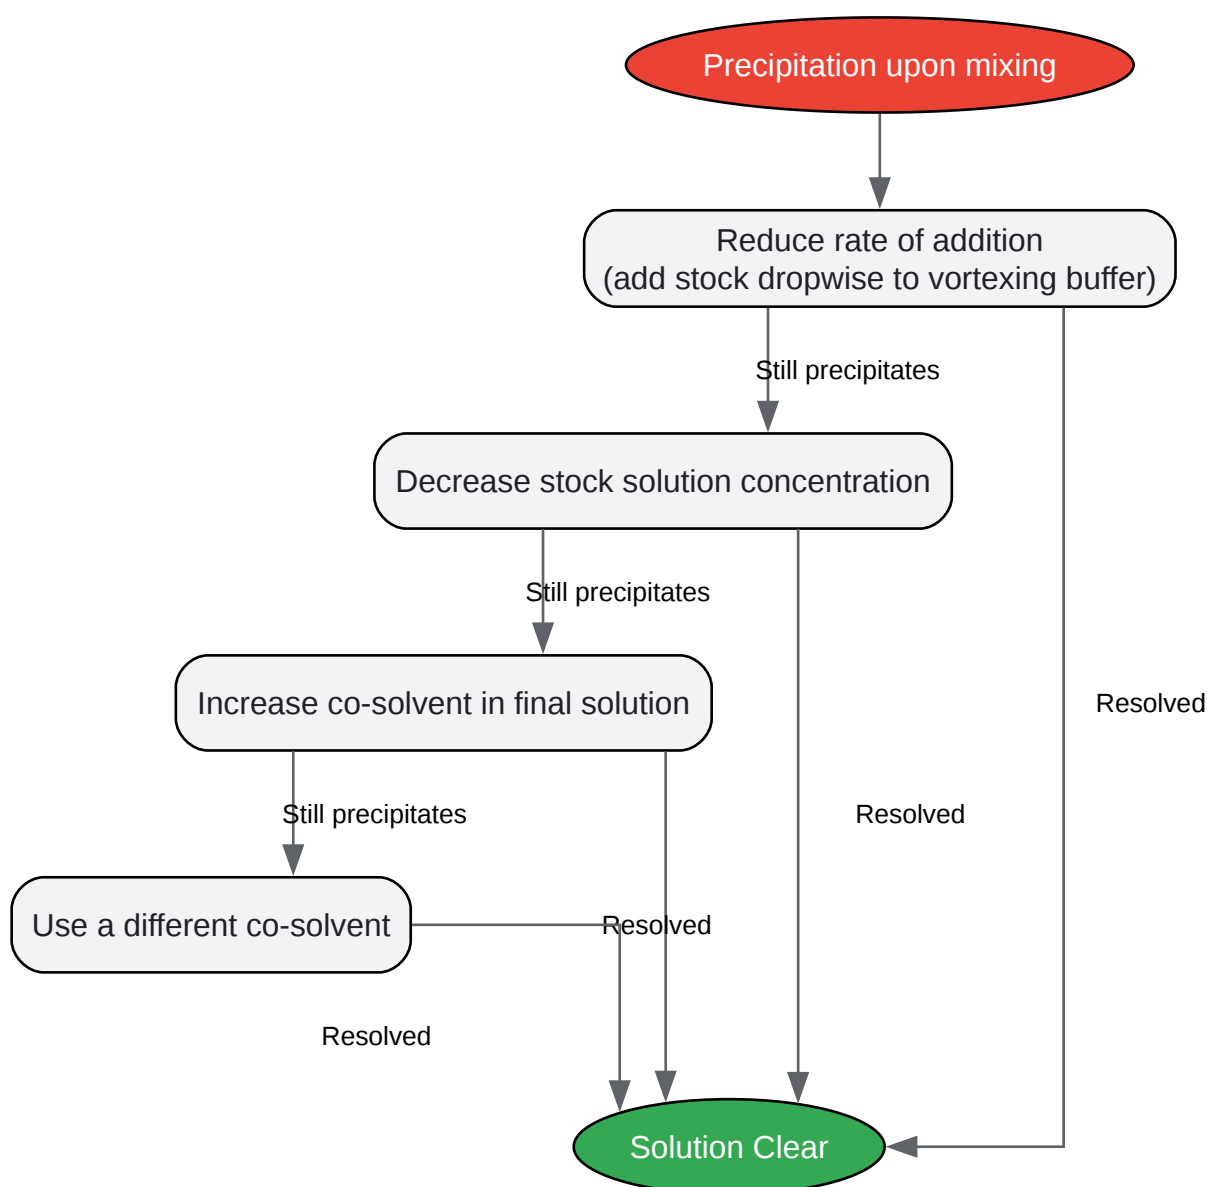 Precipitation upon mixing
Reduce rate of addition
(add stock dropwise to vortexing buffer)
Still precipitates
Decrease stock solution concentration
Still precipitates
Increase co-solvent in final solution
Resolved
Still precipitates
Resolved
Use a different co-solvent
Resolved
Resolved
Solution Clear